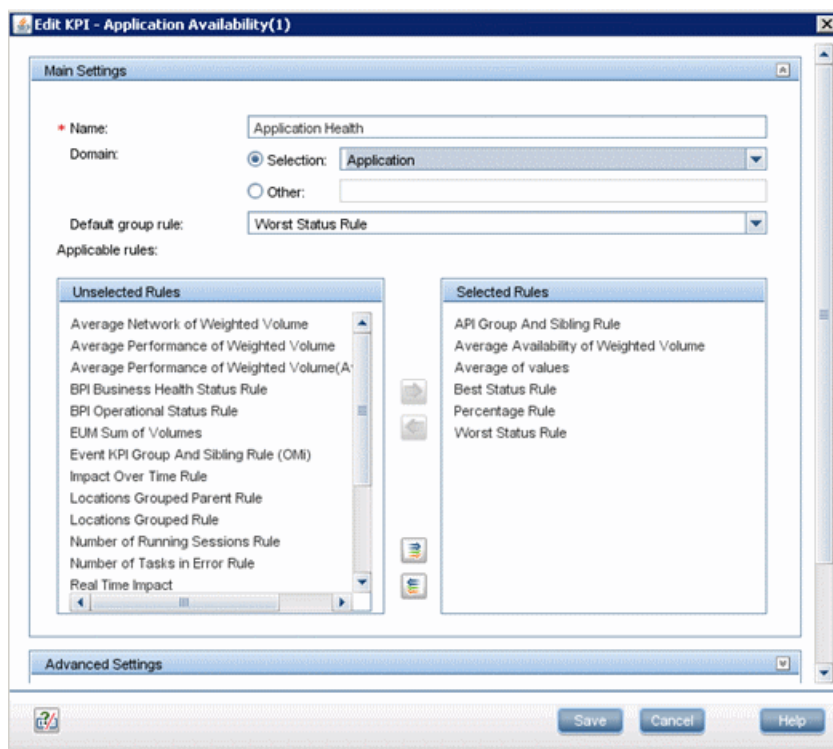 Edit KPI - Application Availability(1)
Main Settings
* Name: Application Health
Domain: Selection: Application
Other:
Default group rule: Worst Status Rule
Applicable rules:
Unselected Rules
Average Network of Weighted Volume
Average Performance of Weighted Volume
Average Performance of Weighted Volume(A
BPI Business Health Status Rule
BPI Operational Status Rule
EUM Sum of Volumes
Event KPI Group And Sibling Rule (OMi)
Impact Over Time Rule
Locations Grouped Parent Rule
Locations Grouped Rule
Number of Running Sessions Rule
Number of Tasks in Error Rule
Real Time Impact
Selected Rules
API Group And Sibling Rule
Average Availability of Weighted Volume
Average of values
Best Status Rule
Percentage Rule
Worst Status Rule
Advanced Settings
Save Cancel Help